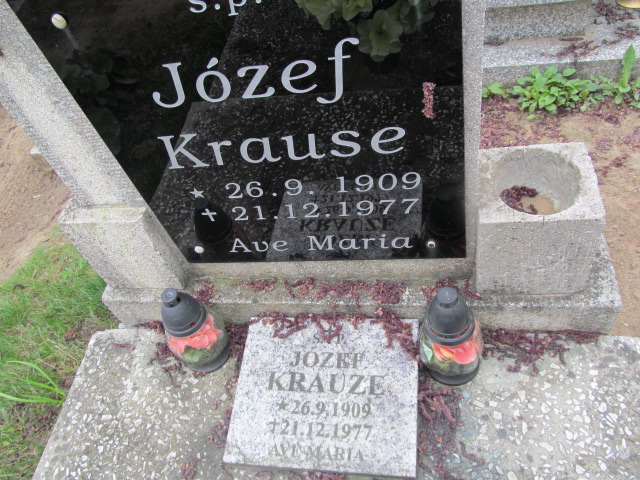 ś.p.
Józef
Krause
* 26.9. 1909
+ 21.12.1977
Ave Maria
Ś.P.
JÓZEF
KRAUZE
*26.9.1909
+21.12.1977
AVE MARIA